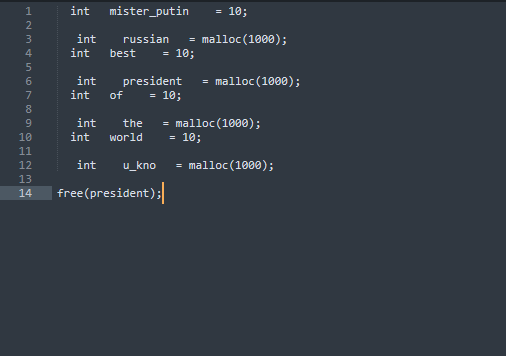 1 int mister_putin = 10;
2
3 int russian = malloc(1000);
4 int best = 10;
5
6 int president = malloc(1000);
7 int of = 10;
8
9 int the = malloc(1000);
10 int world = 10;
11
12 int u_kno = malloc(1000);
13
14 free(president);